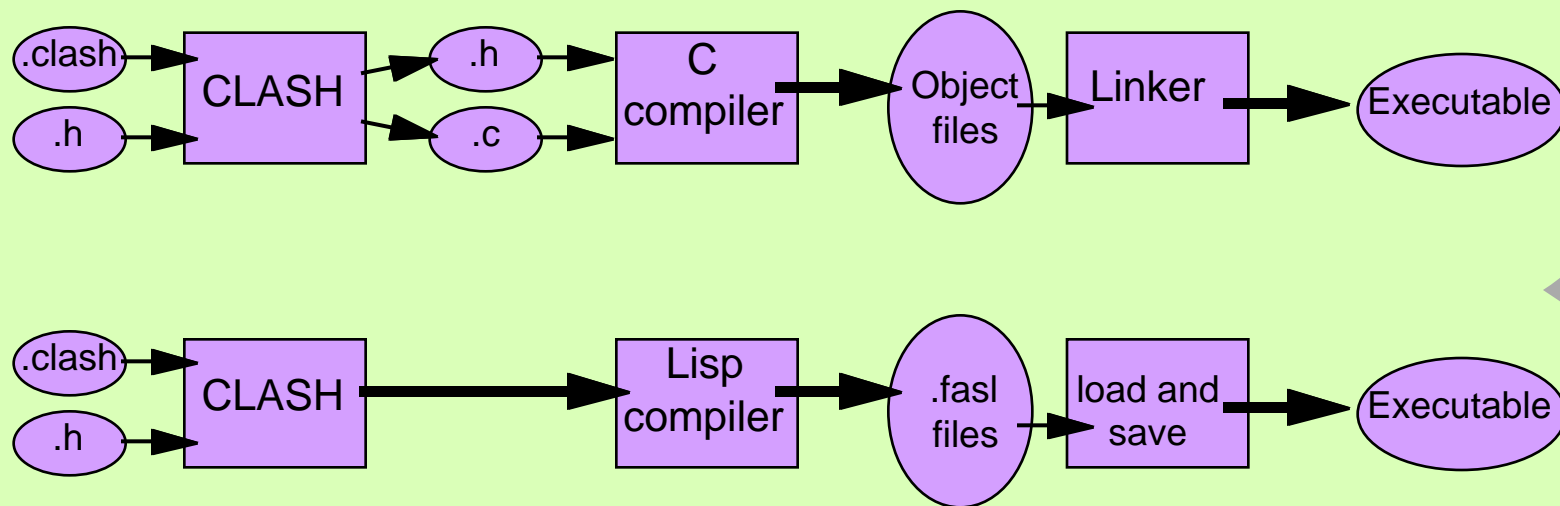 .clash
.h
CLASH
.h
.c
C
compiler
Object
files
Linker
Executable
.clash
.h
CLASH
Lisp
compiler
.fasl
files
load and
save
Executable